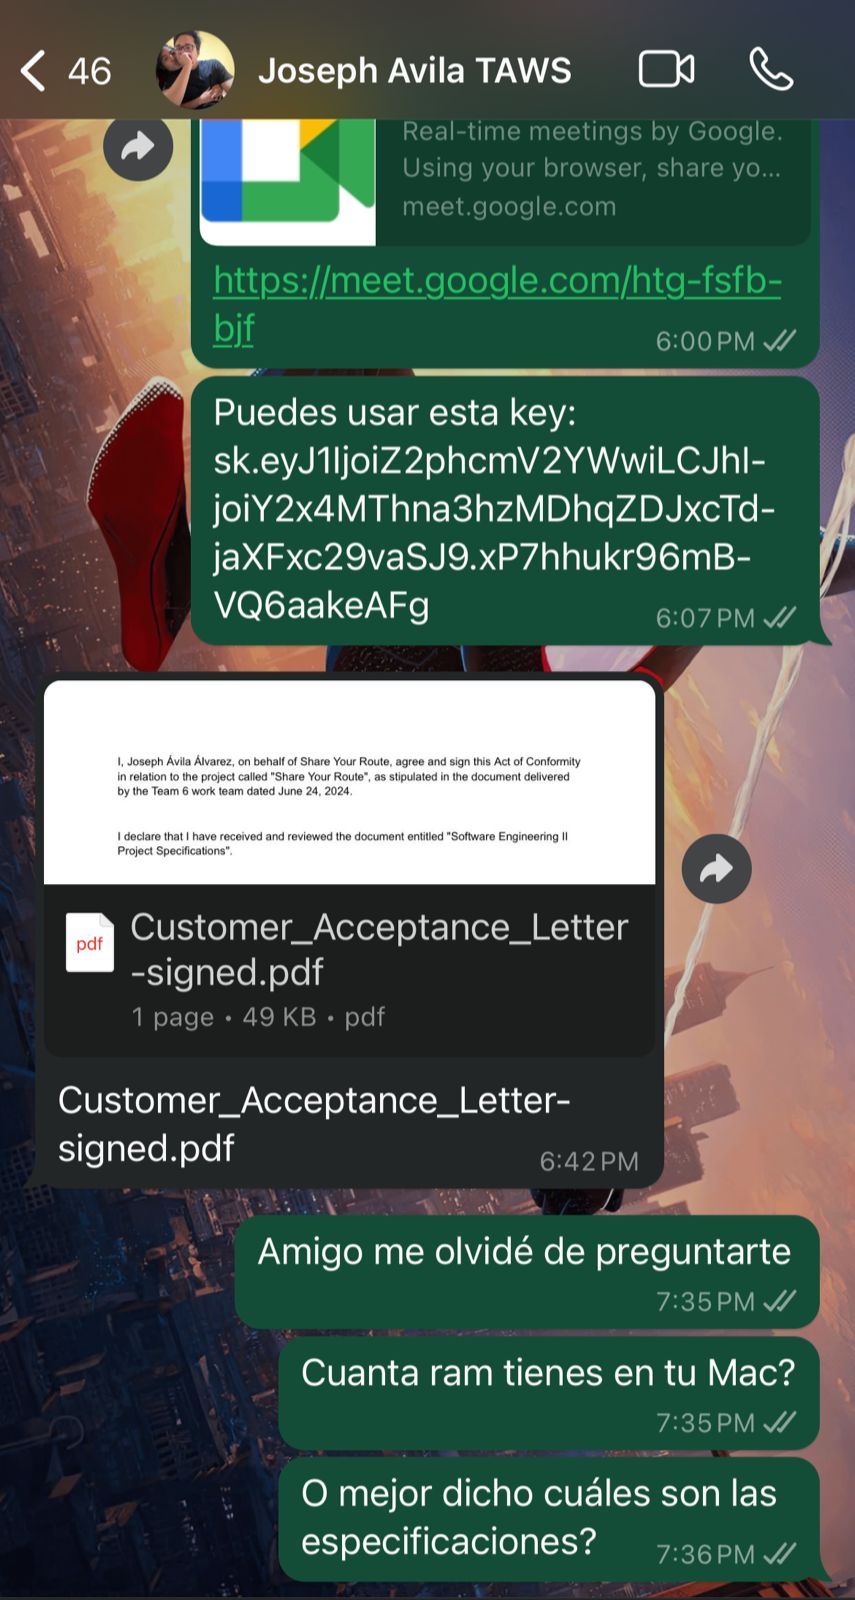 46
Joseph Avila TAWS
Real-time meetings by Google.
Using your browser, share yo...
meet.google.com
https://meet.google.com/htg-fsfb-
bjf
6:00 PM
Puedes usar esta key:
sk.eyJ1IjoiZ2phcmV2YWwiLCJhI-
joiY2x4MThna3hzMDhqZDJxcTd-
jaXFxc29vaSJ9.xP7hhukr96mB-
VQ6aakeAFg
6:07 PM
I, Joseph Ávila Álvarez, on behalf of Share Your Route, agree and sign this Act of Conformity
in relation to the project called "Share Your Route", as stipulated in the document delivered
by the Team 6 work team dated June 24, 2024.
I declare that I have received and reviewed the document entitled "Software Engineering II
Project Specifications".
pdf
Customer_Acceptance_Letter
-signed.pdf
1 page • 49 KB • pdf
Customer_Acceptance_Letter-
signed.pdf
6:42 PM
Amigo me olvidé de preguntarte
7:35 PM
Cuanta ram tienes en tu Mac?
7:35 PM
O mejor dicho cuáles son las
especificaciones?
7:36 PM